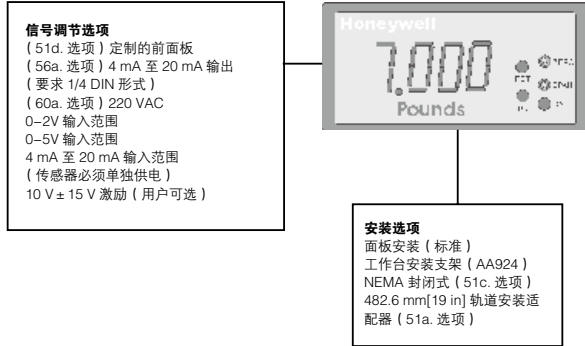 信号调节选项
（51d. 选项）定制的前面板
（56a. 选项）4 mA 至 20 mA 输出
（要求 1/4 DIN 形式）
（60a. 选项）220 VAC
0–2V 输入范围
0–5V 输入范围
4 mA 至 20 mA 输入范围
（传感器必须单独供电）
10 V ± 15 V 激励（用户可选）
Honeywell
7.000
Pounds
安装选项
面板安装（标准）
工作台安装支架（AA924）
NEMA 封闭式（51c. 选项）
482.6 mm[19 in] 轨道安装适
配器（51a. 选项）